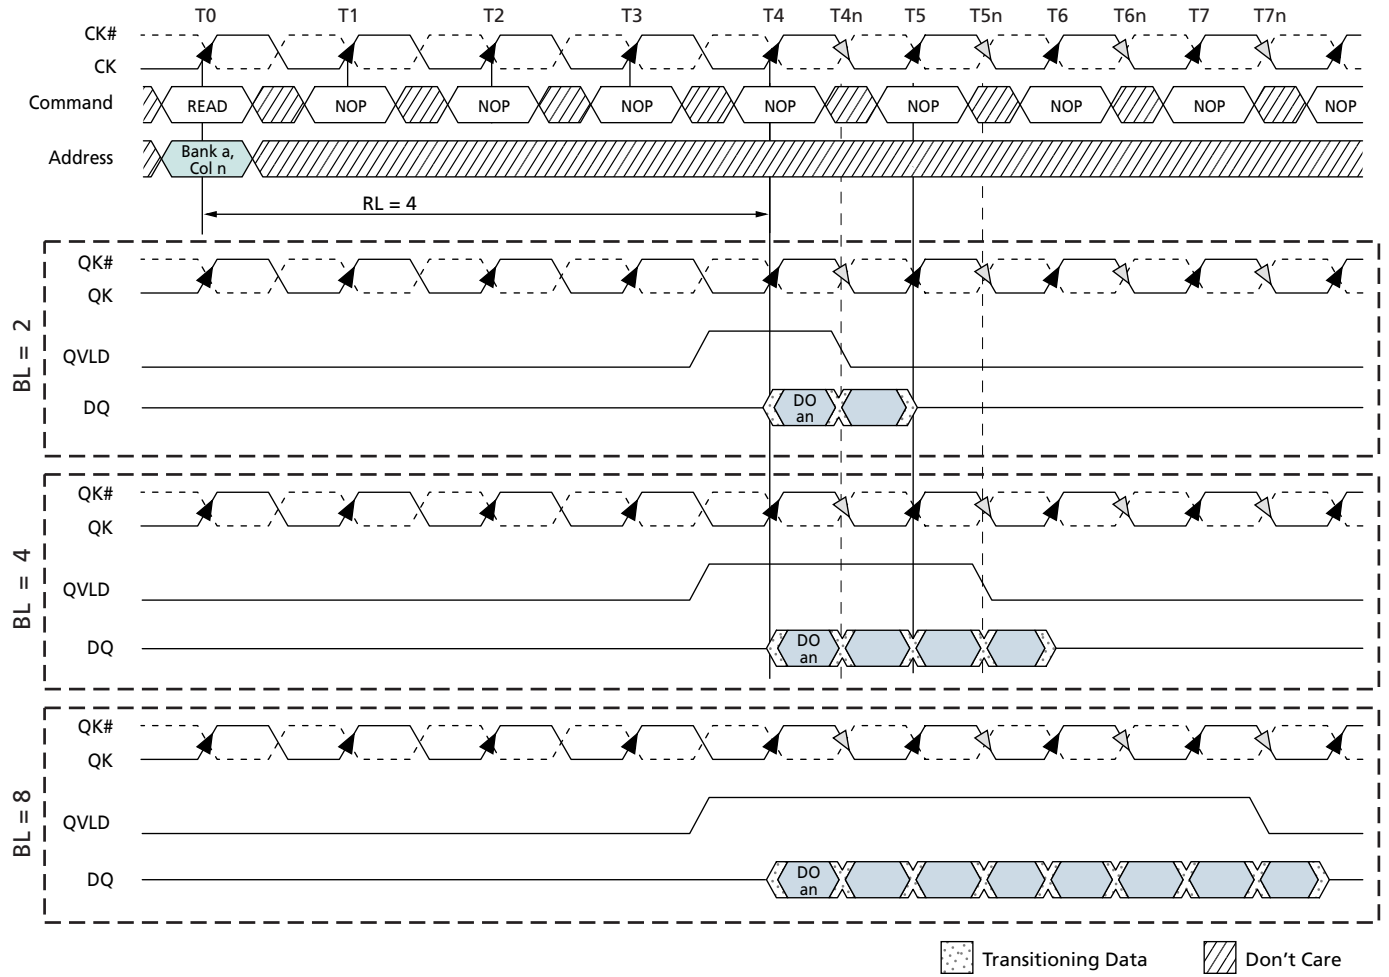 T0 T1 T2 T3 T4 T4n T5 T5n T6 T6n T7 T7n
CK#
CK
Command READ NOP NOP NOP NOP NOP NOP NOP NOP
Address Bank a,
Col n
RL = 4
BL = 2
QK#
QK
QVLD
DQ DO
an
BL = 4
QK#
QK
QVLD
DQ DO
an
BL = 8
QK#
QK
QVLD
DQ DO
an
Transitioning Data Don't Care